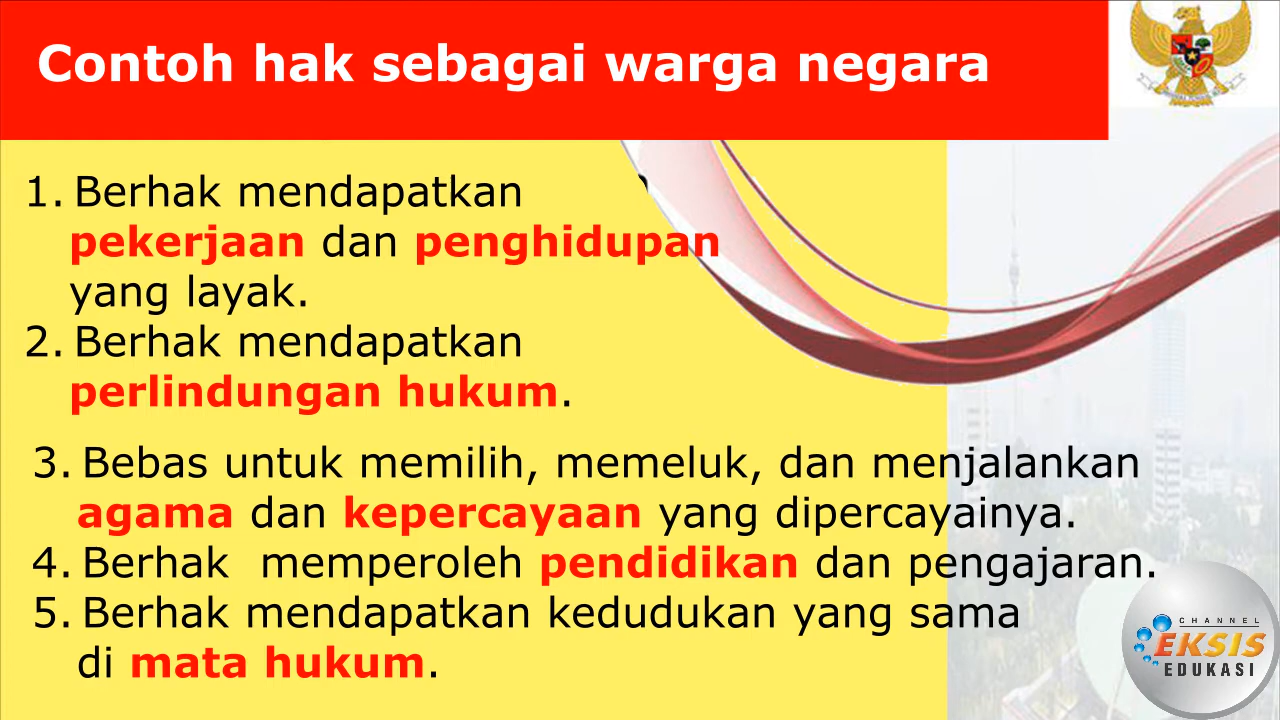 Contoh hak sebagai warga negara
1. Berhak mendapatkan
pekerjaan dan penghidupan
yang layak.
2. Berhak mendapatkan
perlindungan hukum.
3. Bebas untuk memilih, memeluk, dan menjalankan
agama dan kepercayaan yang dipercayainya.
4. Berhak  memperoleh pendidikan dan pengajaran.
5. Berhak mendapatkan kedudukan yang sama
di mata hukum.
CHANNEL
EKSIS
EDUKASI